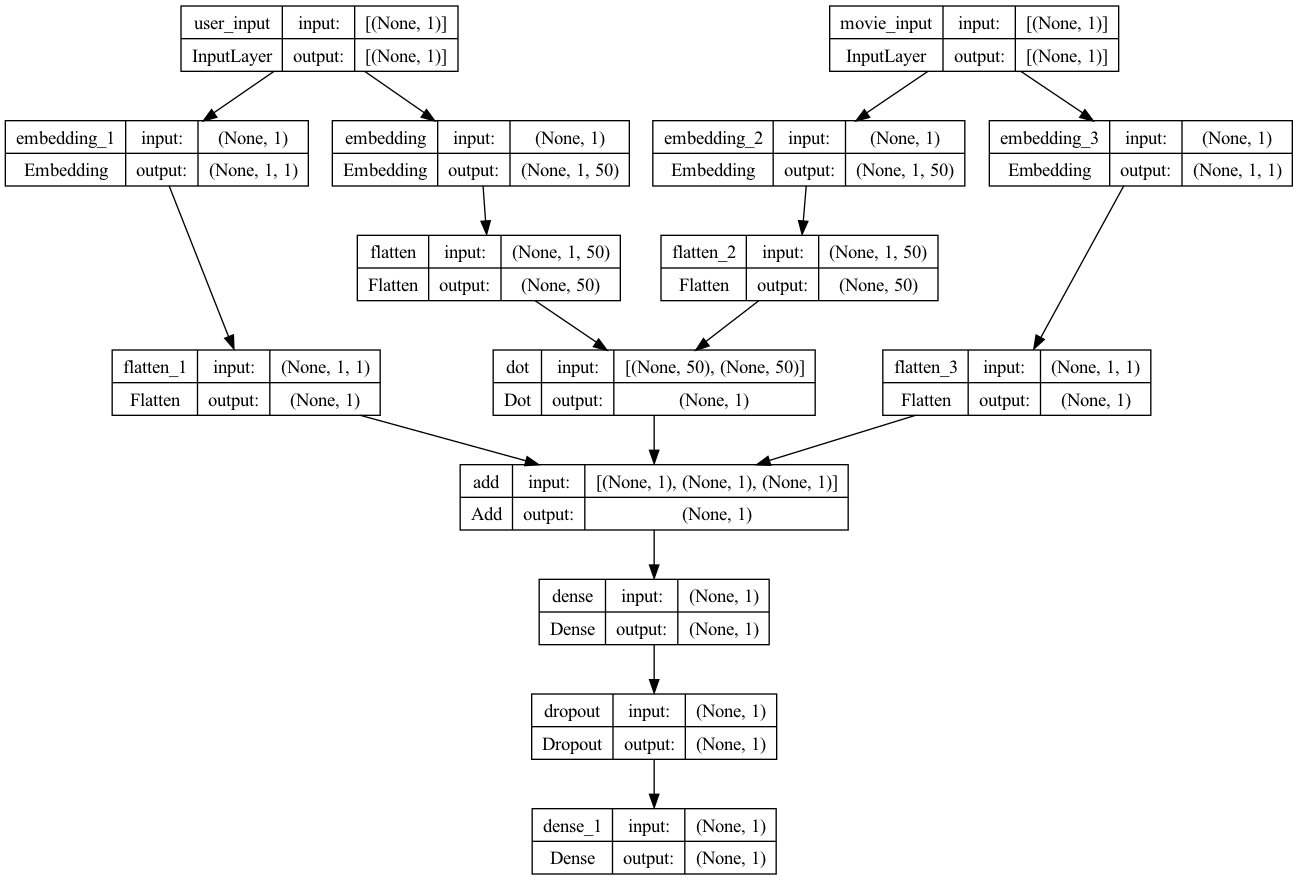 user_input input: [(None, 1)]
InputLayer output: [(None, 1)]
movie_input input: [(None, 1)]
InputLayer output: [(None, 1)]
embedding_1 input: (None, 1)
Embedding output: (None, 1, 1)
embedding input: (None, 1)
Embedding output: (None, 1, 50)
embedding_2 input: (None, 1)
Embedding output: (None, 1, 50)
embedding_3 input: (None, 1)
Embedding output: (None, 1, 1)
flatten input: (None, 1, 50)
Flatten output: (None, 50)
flatten_2 input: (None, 1, 50)
Flatten output: (None, 50)
flatten_1 input: (None, 1, 1)
Flatten output: (None, 1)
dot input: [(None, 50), (None, 50)]
Dot output: (None, 1)
flatten_3 input: (None, 1, 1)
Flatten output: (None, 1)
add input: [(None, 1), (None, 1), (None, 1)]
Add output: (None, 1)
dense input: (None, 1)
Dense output: (None, 1)
dropout input: (None, 1)
Dropout output: (None, 1)
dense_1 input: (None, 1)
Dense output: (None, 1)